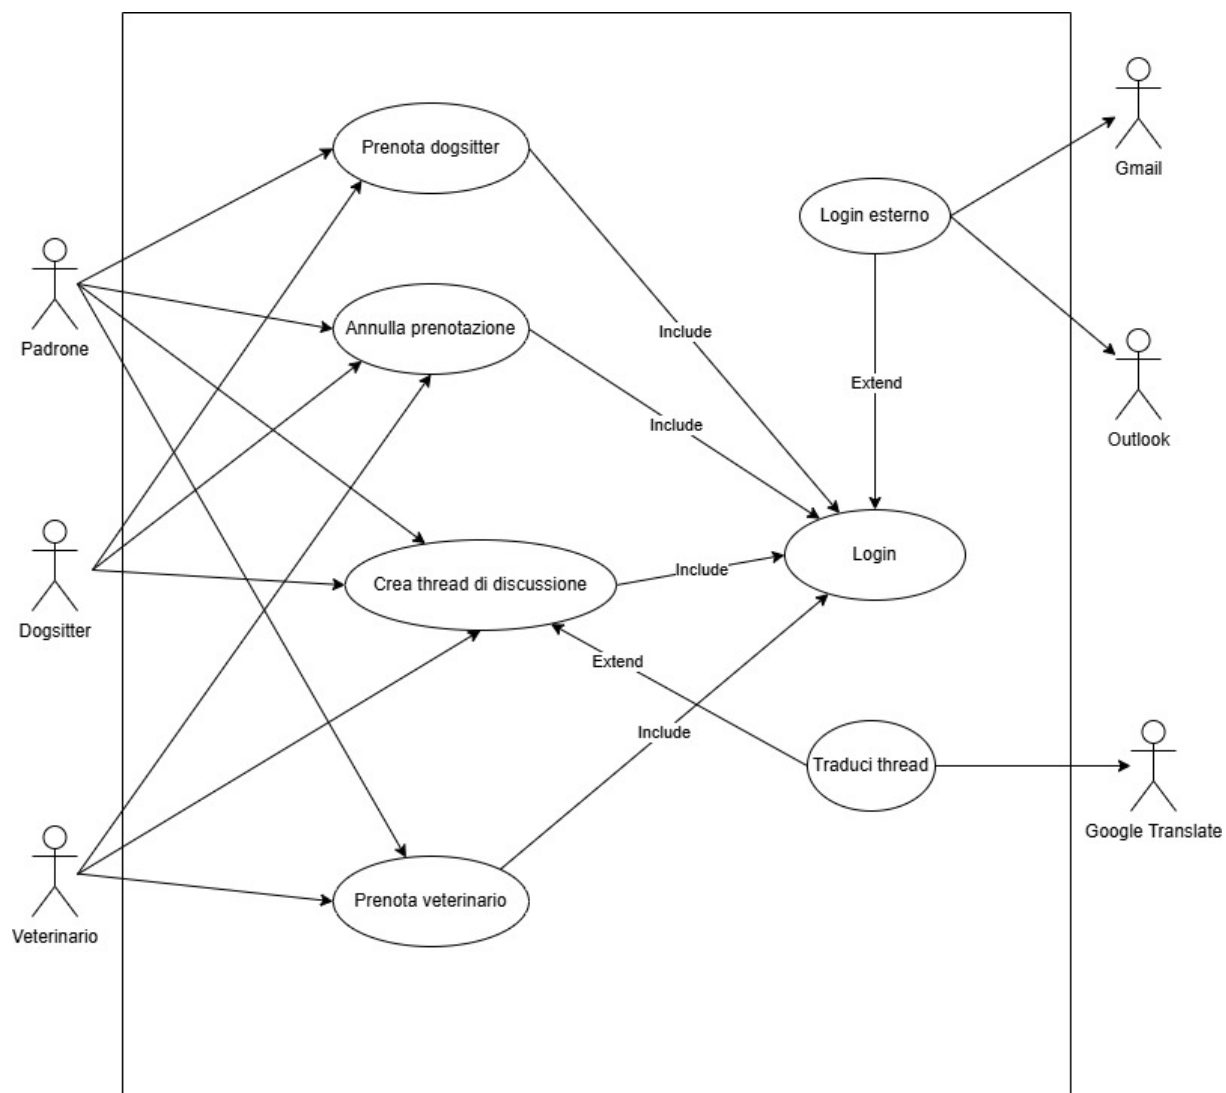 Prenota dogsitter
Gmail
Login esterno
Include
Annulla prenotazione
Padrone
Extend
Include
Outlook
Login
Include
Crea thread di discussione
Dogsitter
Extend
Include
Traduci thread
Google Translate
Prenota veterinario
Veterinario